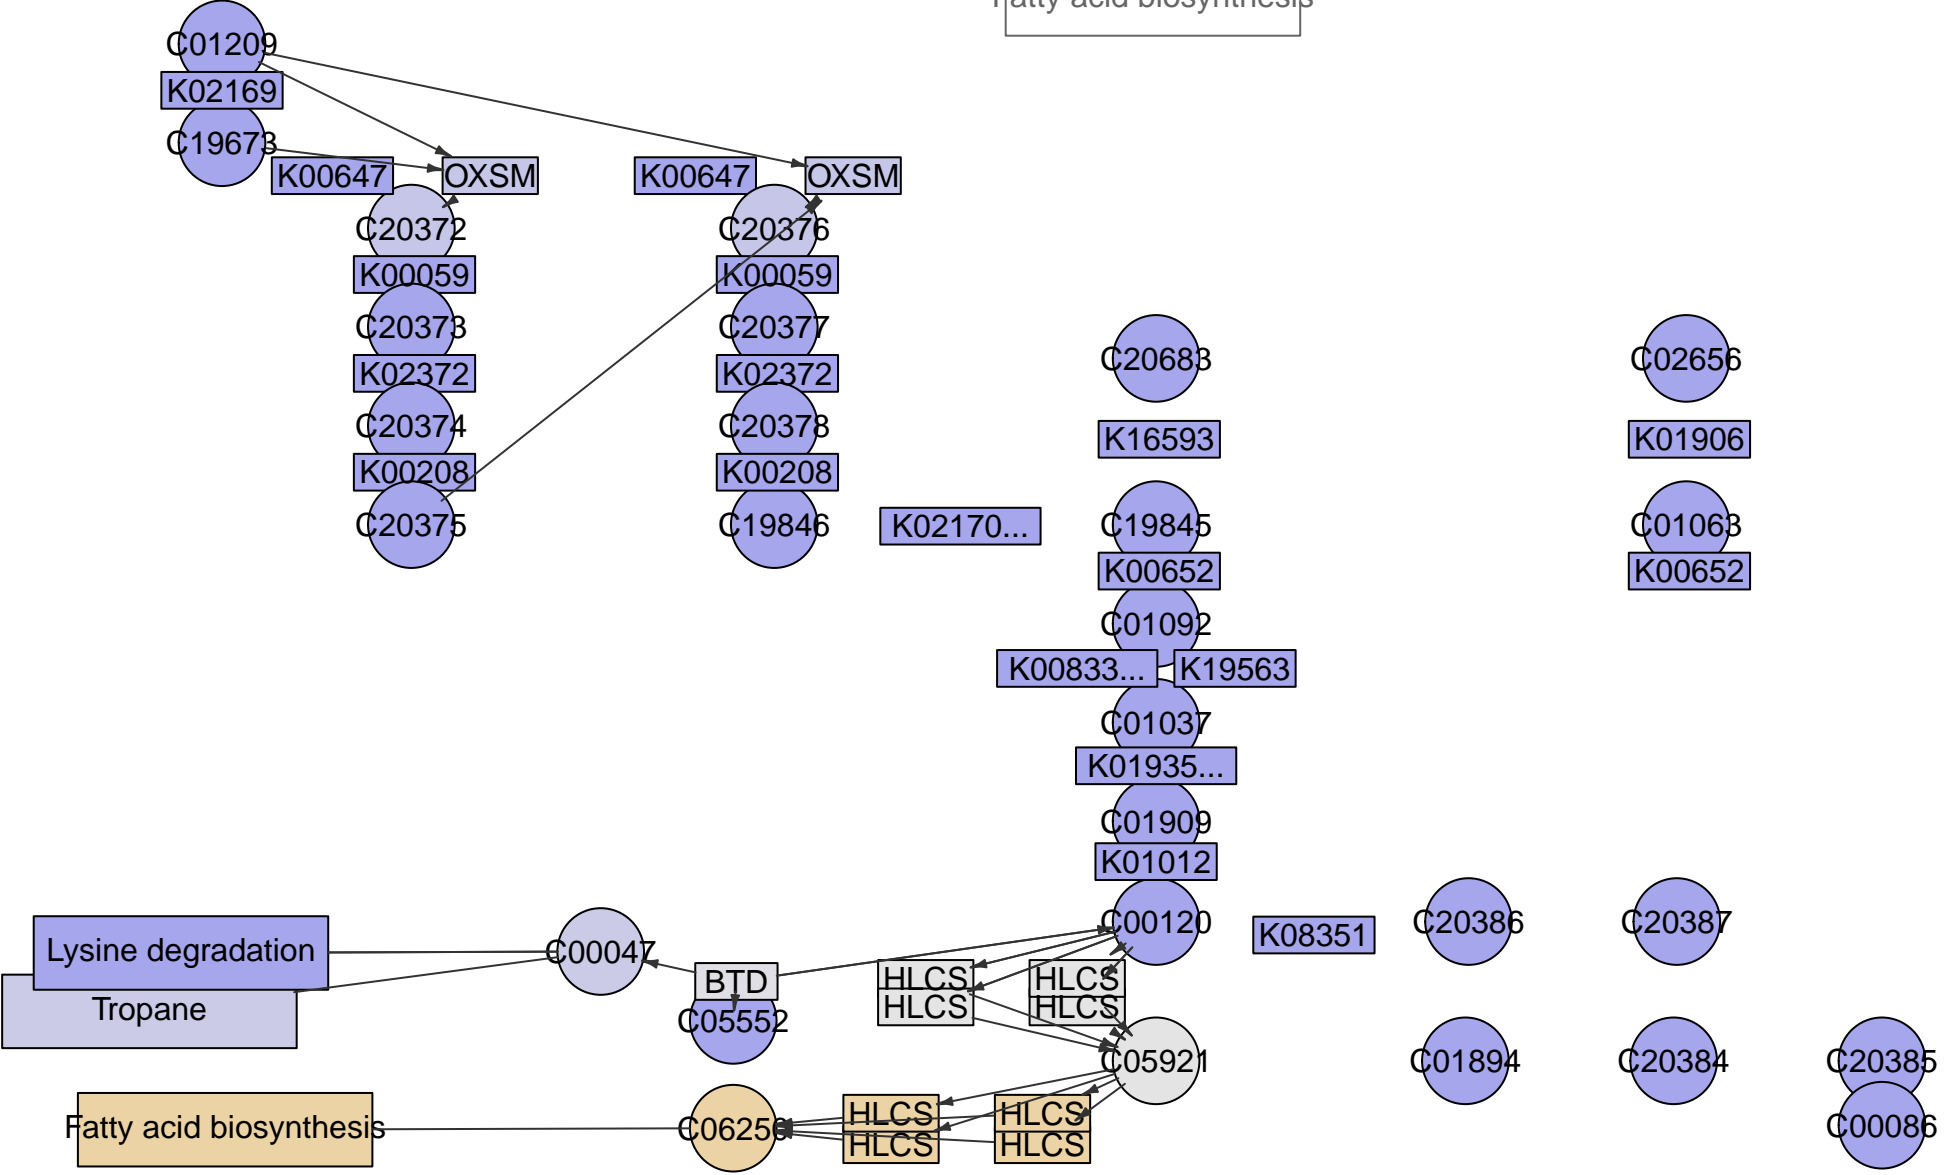 Fatty acid biosynthesis
C01209
K02169
C19673
K00647
OXSM
K00647
OXSM
C20372
C20376
K00059
K00059
C20373
C20377
C20683
C02656
K02372
K02372
C20374
C20378
K16593
K01906
K00208
K00208
C20375
C19846
K02170...
C19845
C01063
K00652
K00652
C01092
K00833...
K19563
C01037
K01935...
C01909
K01012
C00120
K08351
C20386
C20387
Lysine degradation
C00047
BTD
HLCS
HLCS
Tropane
C05552
HLCS
HLCS
C05921
C01894
C20384
C20385
Fatty acid biosynthesis
HLCS
HLCS
C00086
HLCS
HLCS